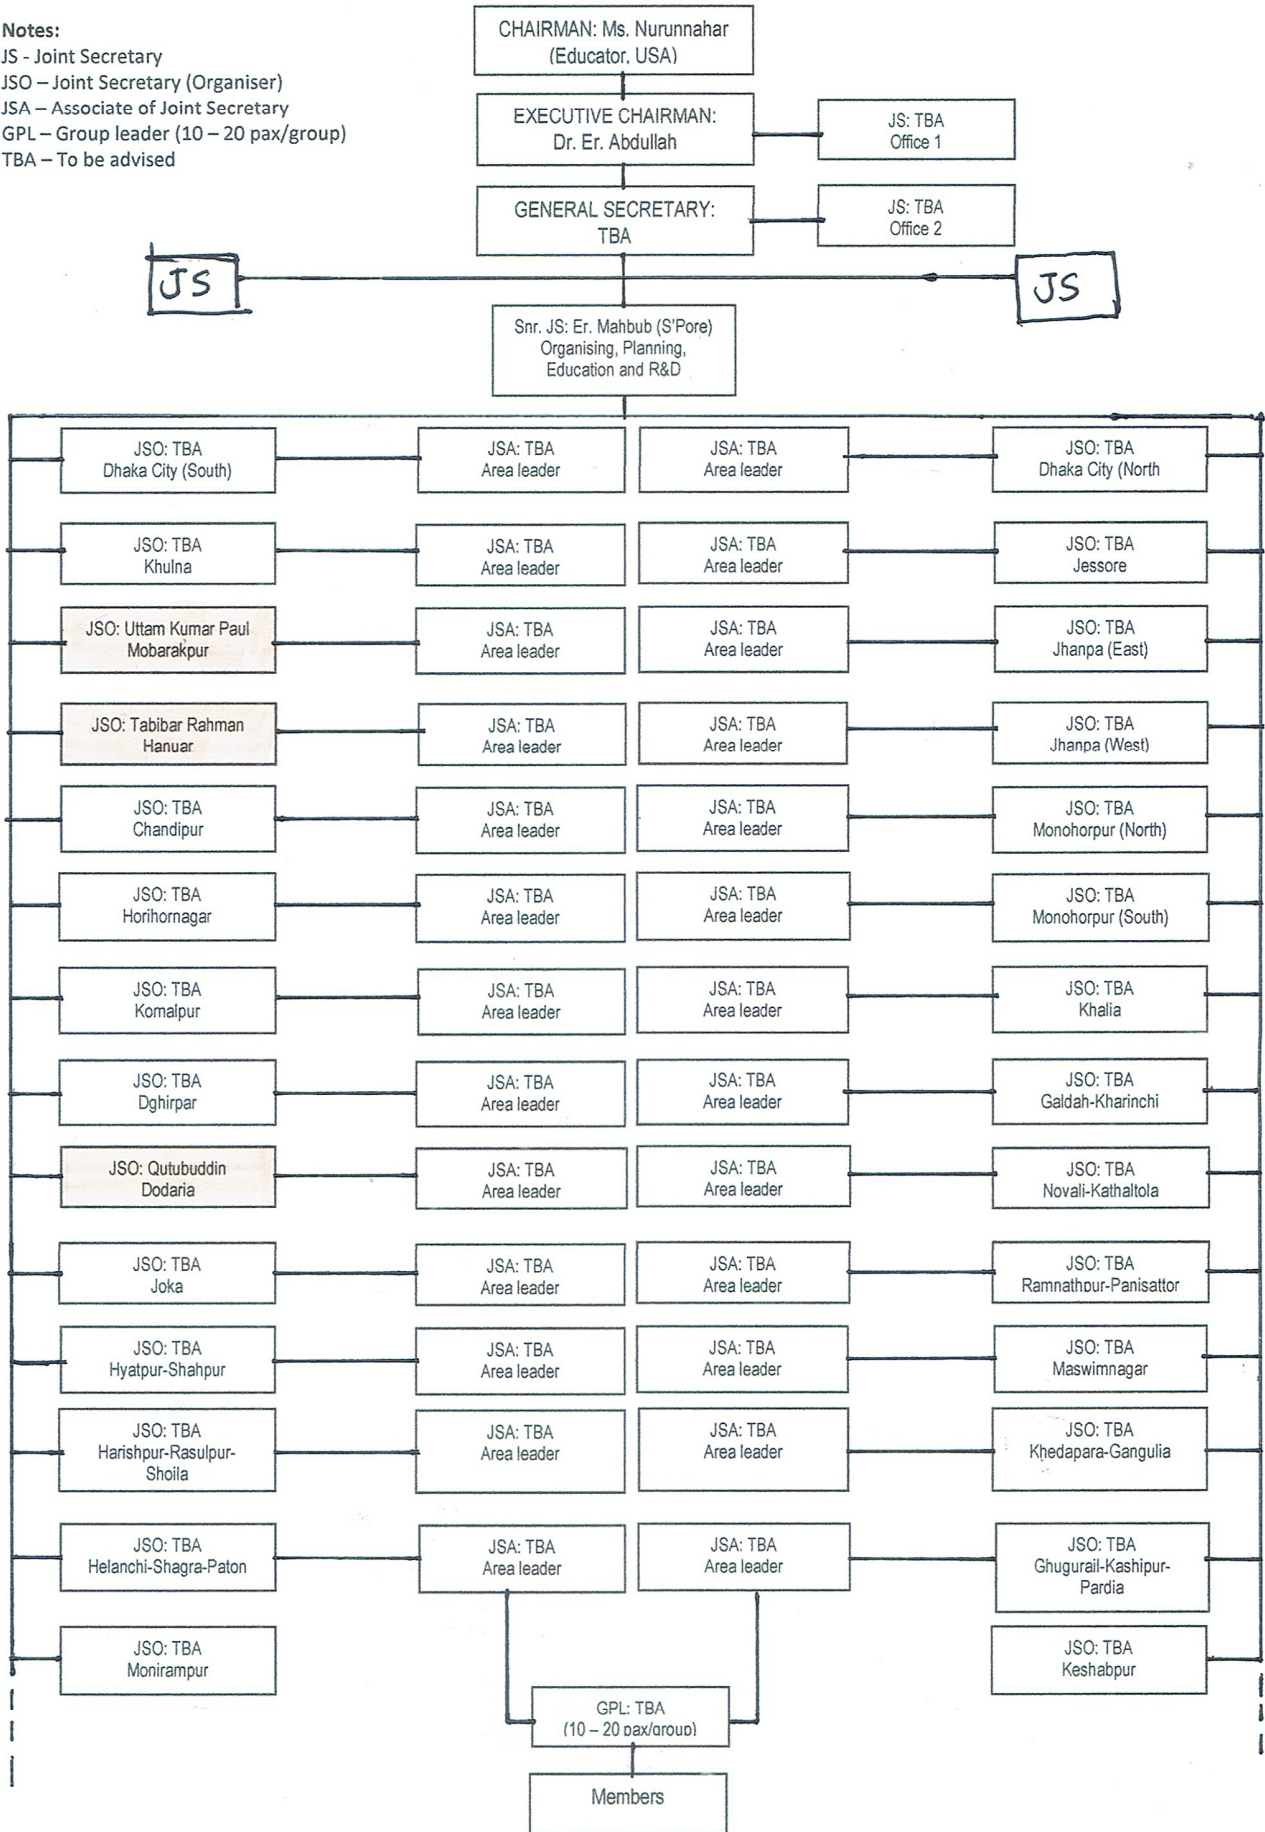 Notes:
JS - Joint Secretary
JSO – Joint Secretary (Organiser)
JSA – Associate of Joint Secretary
GPL – Group leader (10 – 20 pax/group)
TBA – To be advised
CHAIRMAN: Ms. Nurunnahar
(Educator, USA)
EXECUTIVE CHAIRMAN:
Dr. Er. Abdullah
JS: TBA
Office 1
GENERAL SECRETARY:
TBA
JS: TBA
Office 2
JS
JS
Snr. JS: Er. Mahbub (S'Pore)
Organising, Planning,
Education and R&D
JSO: TBA
Dhaka City (South)
JSA: TBA
Area leader
JSA: TBA
Area leader
JSO: TBA
Dhaka City (North
JSO: TBA
Khulna
JSA: TBA
Area leader
JSA: TBA
Area leader
JSO: TBA
Jessore
JSO: Uttam Kumar Paul
Mobarakpur
JSA: TBA
Area leader
JSA: TBA
Area leader
JSO: TBA
Jhanpa (East)
JSO: Tabibar Rahman
Hanuar
JSA: TBA
Area leader
JSA: TBA
Area leader
JSO: TBA
Jhanpa (West)
JSO: TBA
Chandipur
JSA: TBA
Area leader
JSA: TBA
Area leader
JSO: TBA
Monohorpur (North)
JSO: TBA
Horihornagar
JSA: TBA
Area leader
JSA: TBA
Area leader
JSO: TBA
Monohorpur (South)
JSO: TBA
Komalpur
JSA: TBA
Area leader
JSA: TBA
Area leader
JSO: TBA
Khalia
JSO: TBA
Dghirpar
JSA: TBA
Area leader
JSA: TBA
Area leader
JSO: TBA
Galdah-Kharinchi
JSO: Qutubuddin
Dodaria
JSA: TBA
Area leader
JSA: TBA
Area leader
JSO: TBA
Novali-Kathaltola
JSO: TBA
Joka
JSA: TBA
Area leader
JSA: TBA
Area leader
JSO: TBA
Ramnathpur-Panisattor
JSO: TBA
Hyatpur-Shahpur
JSA: TBA
Area leader
JSA: TBA
Area leader
JSO: TBA
Maswimnagar
JSO: TBA
Harishpur-Rasulpur-
Shoila
JSA: TBA
Area leader
JSA: TBA
Area leader
JSO: TBA
Khedapara-Gangulia
JSO: TBA
Helanchi-Shagra-Paton
JSA: TBA
Area leader
JSA: TBA
Area leader
JSO: TBA
Ghugurail-Kashipur-
Pardia
JSO: TBA
Monirampur
JSO: TBA
Keshabpur
GPL: TBA
(10 – 20 pax/group)
Members